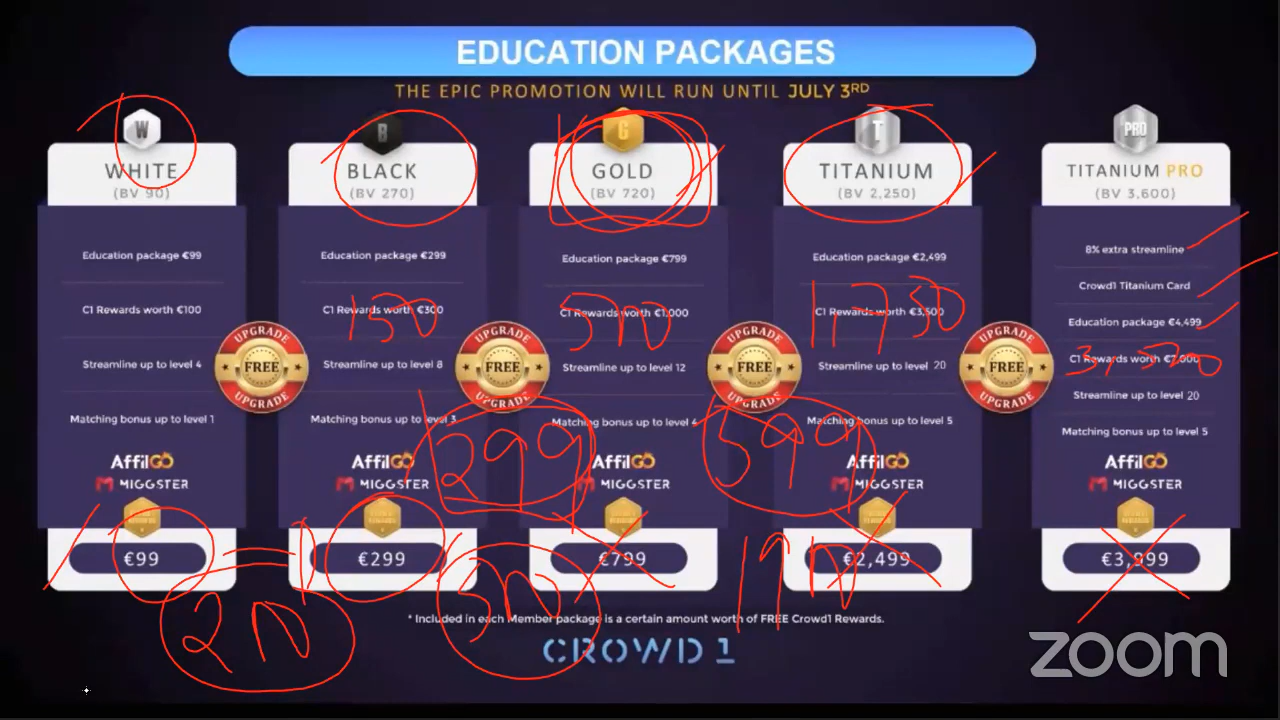 EDUCATION PACKAGES
THE EPIC PROMOTION WILL RUN UNTIL JULY 3RD
W
WHITE
(BV 90)
Education package €99
C1 Rewards worth €100
Streamline up to level 4
Matching bonus up to level 1
AffilGO
MIGGSTER
€99
UPGRADE
FREE
UPGRADE
B
BLACK
(BV 270)
Education package €299
C1 Rewards worth €300
150
Streamline up to level 8
Matching bonus up to level 3
AffilGO
MIGGSTER
€299
UPGRADE
FREE
UPGRADE
299
G
GOLD
(BV 720)
Education package €799
C1 Rewards worth €1,000
Streamline up to level 12
Matching bonus up to level 4
AffilGO
MIGGSTER
€799
UPGRADE
FREE
UPGRADE
599
T
TITANIUM
(BV 2,250)
Education package €2,499
C1 Rewards worth €3,500
Streamline up to level 20
Matching bonus up to level 5
AffilGO
MIGGSTER
€2,499
UPGRADE
FREE
UPGRADE
PRO
TITANIUM PRO
(BV 3,600)
8% extra streamline
Crowd1 Titanium Card
Education package €4,499
C1 Rewards worth €7,000
Streamline up to level 20
Matching bonus up to level 5
AffilGO
MIGGSTER
€3,999
* Included in each Member package is a certain amount worth of FREE Crowd1 Rewards.
CROWD1
zoom